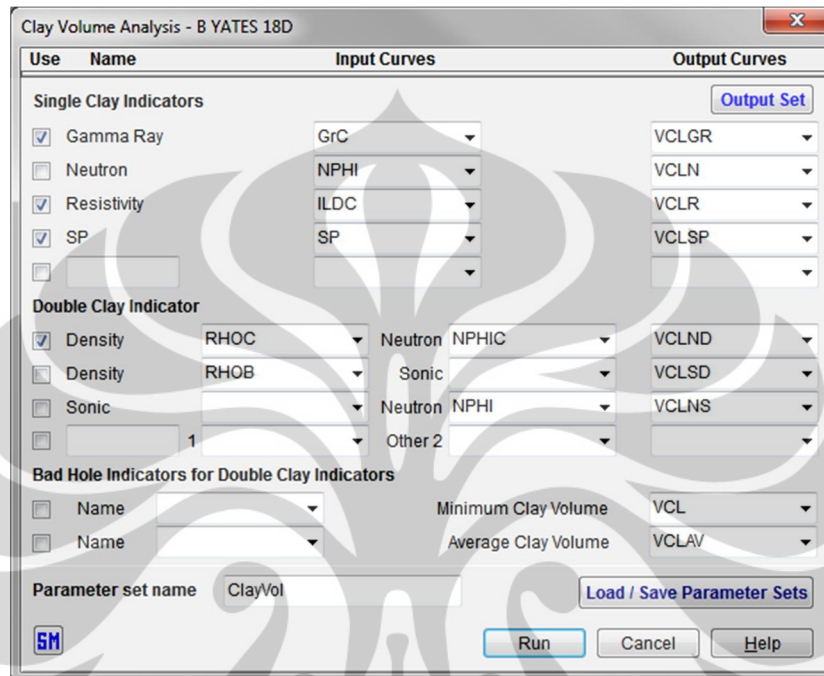 Clay Volume Analysis - B YATES 18D
Use Name Input Curves Output Curves
Single Clay Indicators Output Set
Gamma Ray GrC VCLGR
Neutron NPHI VCLN
Resistivity ILDC VCLR
SP SP VCLSP
Double Clay Indicator
Density RHOC Neutron NPHIC VCLND
Density RHOB Sonic VCLSD
Sonic Neutron NPHI VCLNS
1 Other 2
Bad Hole Indicators for Double Clay Indicators
Name Minimum Clay Volume VCL
Name Average Clay Volume VCLAV
Parameter set name ClayVol Load / Save Parameter Sets
SM Run Cancel Help